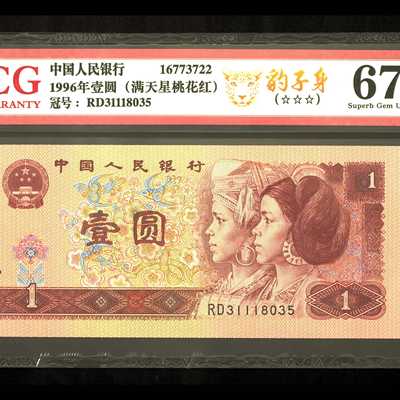 CG
RRANTY
中国人民银行 16773722
1996年壹圆（满天星桃花红）
冠号：RD31118035
豹子身
（☆☆☆）
67
Superb Gem U
中国人民银行
壹圆
1
1
1
RD31118035